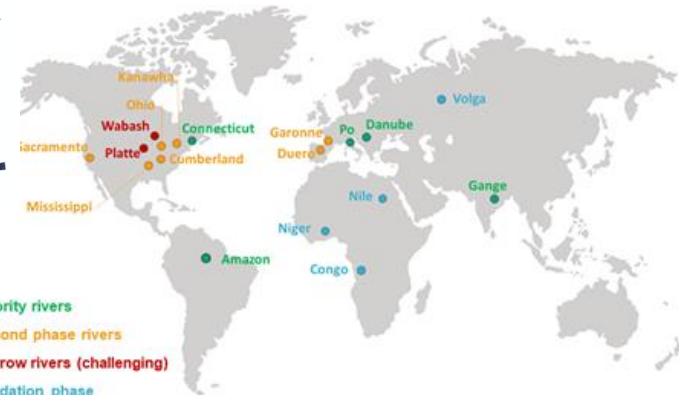 Kanawha
Ohio
Wabash
Connecticut
Sacramento
Platte
Cumberland
Mississippi
Garonne
Po
Danube
Duero
Volga
Nile
Gange
Niger
Congo
Amazon
ority rivers
ond phase rivers
row rivers (challenging)
dation phase